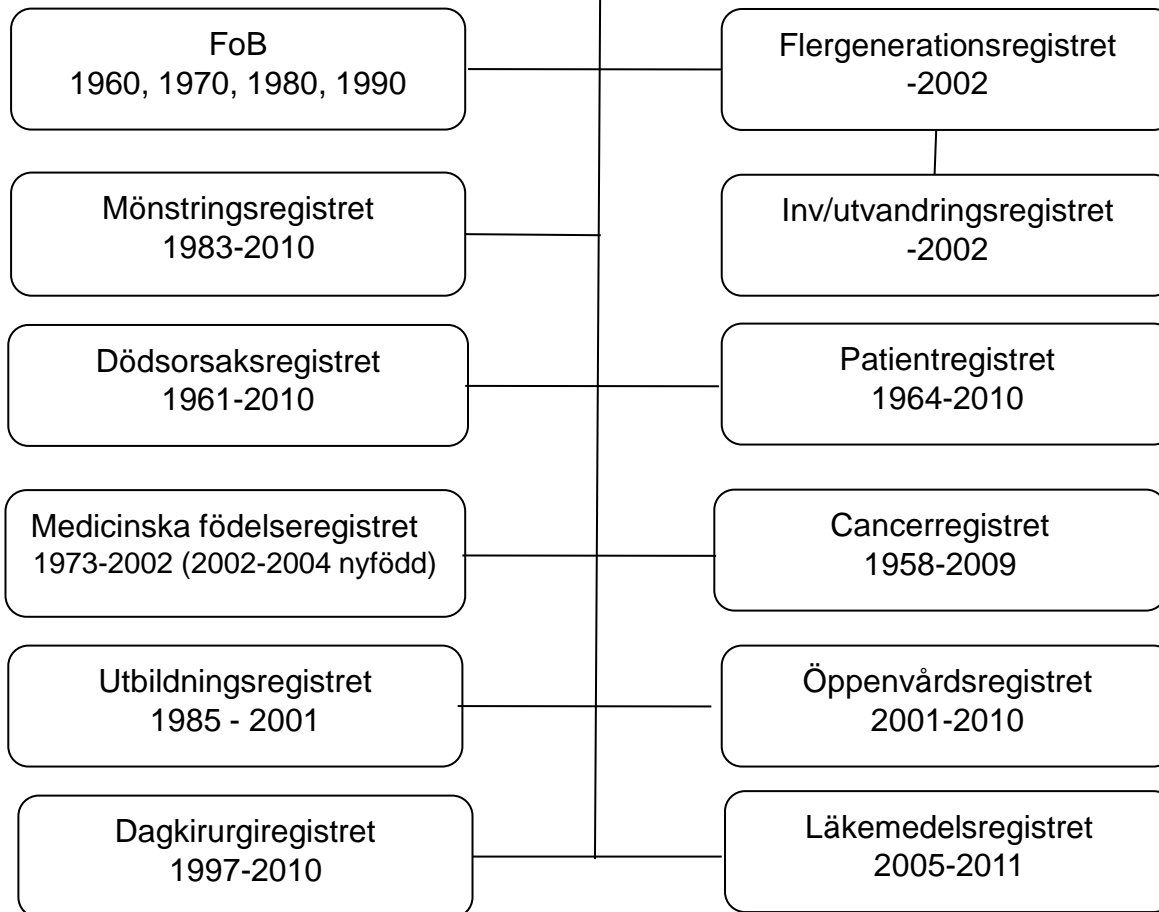 FoB
1960, 1970, 1980, 1990
Flergenerationsregistret
-2002
Mönstringsregistret
1983-2010
Inv/utvandringsregistret
-2002
Dödsorsaksregistret
1961-2010
Patientregistret
1964-2010
Medicinska födelseregistret
1973-2002 (2002-2004 nyfödd)
Cancerregistret
1958-2009
Utbildningsregistret
1985 - 2001
Öppenvårdsregistret
2001-2010
Dagkirurgiregistret
1997-2010
Läkemedelsregistret
2005-2011